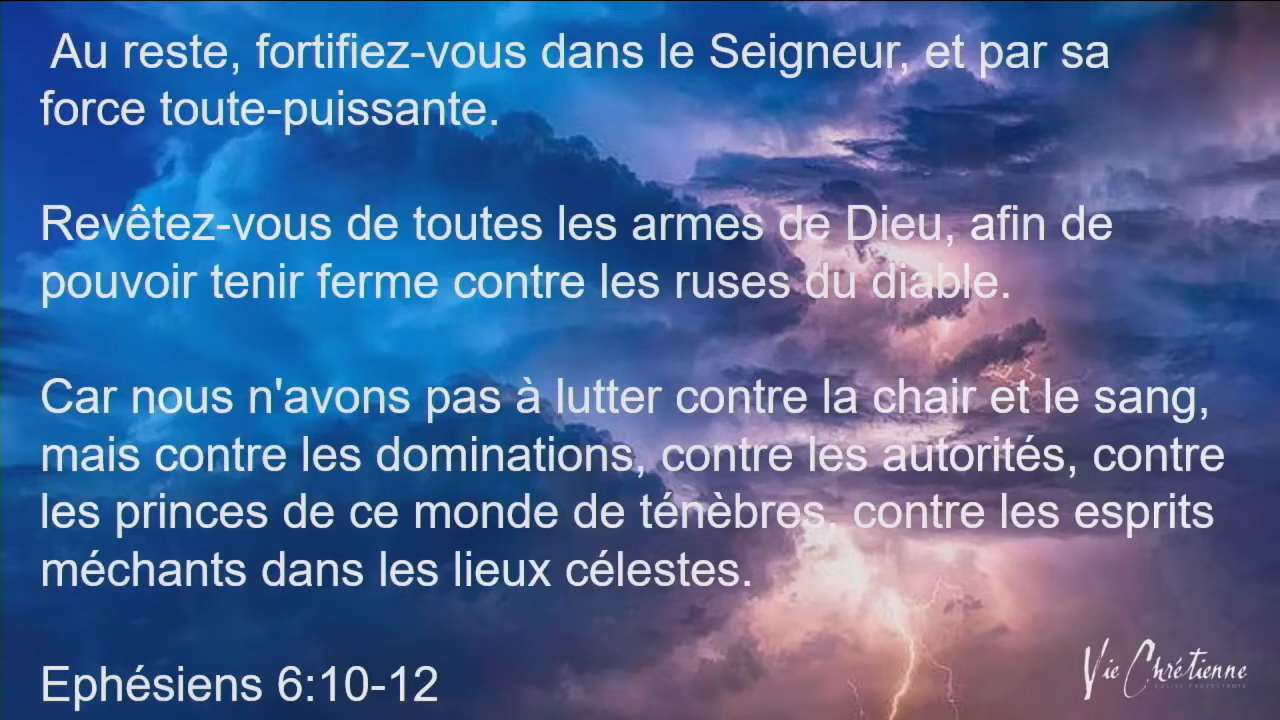 Au reste, fortifiez-vous dans le Seigneur, et par sa
force toute-puissante.
Revêtez-vous de toutes les armes de Dieu, afin de
pouvoir tenir ferme contre les ruses du diable.
Car nous n'avons pas à lutter contre la chair et le sang,
mais contre les dominations, contre les autorités, contre
les princes de ce monde de ténèbres, contre les esprits
méchants dans les lieux célestes.
Ephésiens 6:10-12
Vie Chrétienne